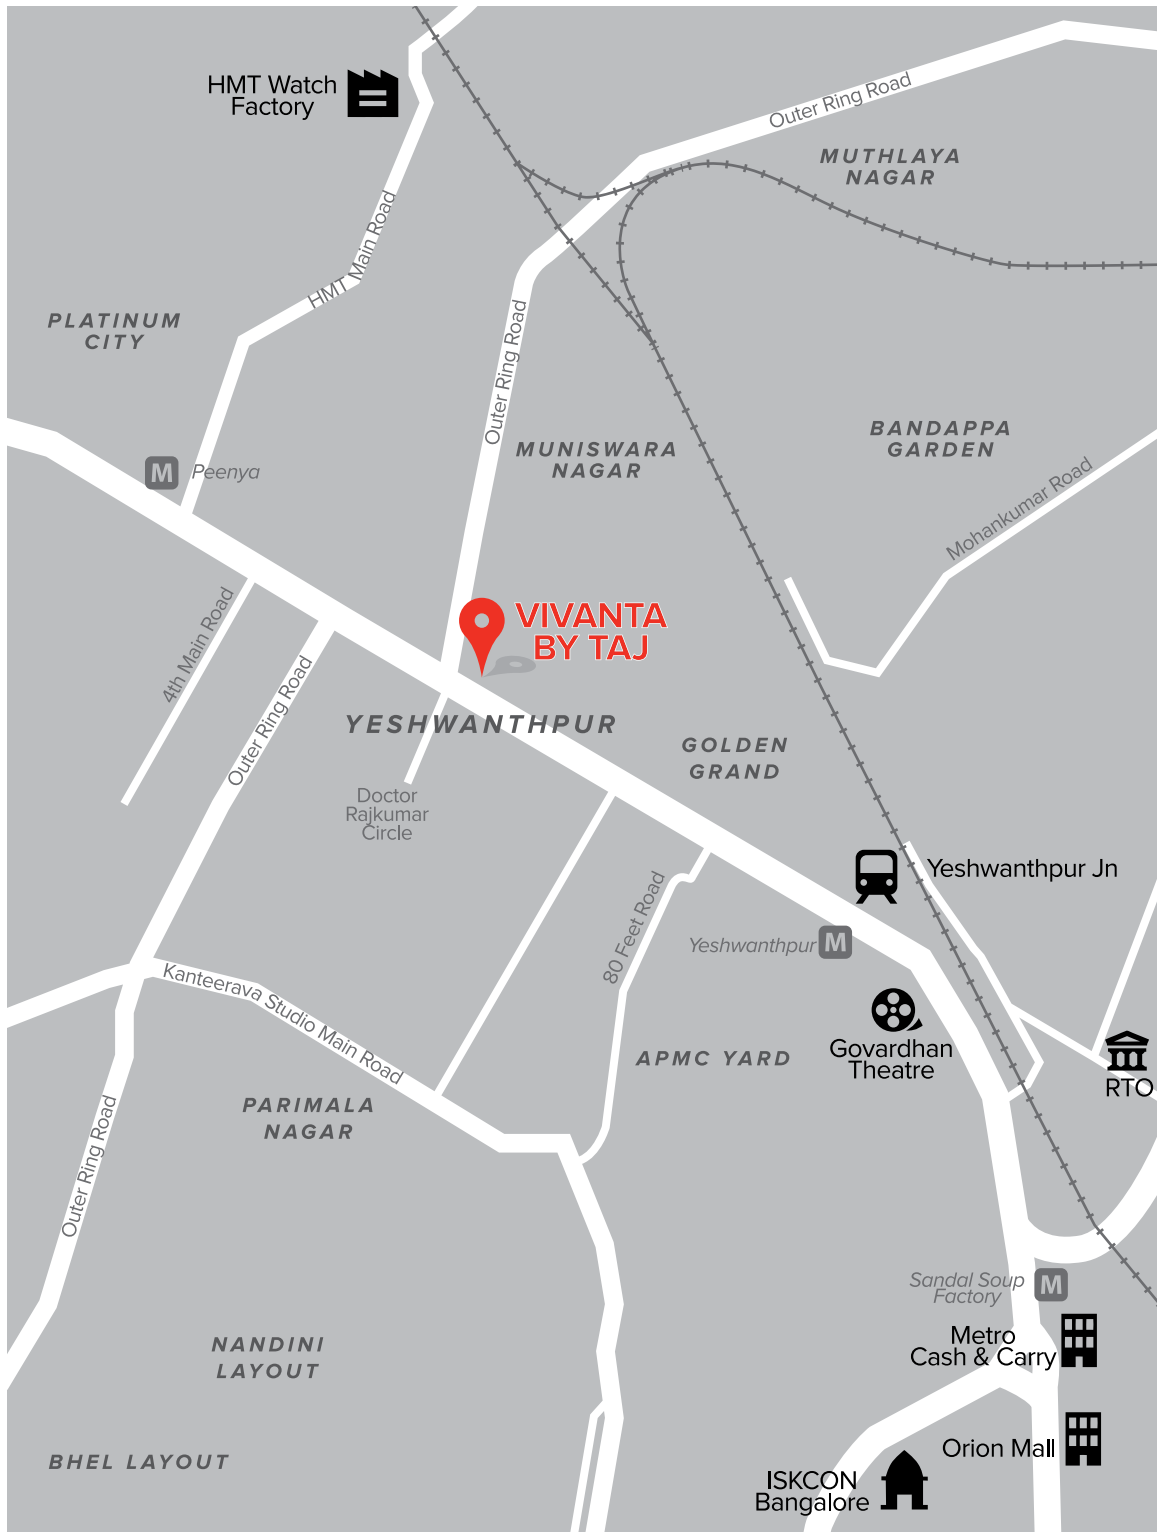 HMT Watch
Factory
Outer Ring Road
MUTHLAYA
NAGAR
HMT Main Road
PLATINUM
CITY
Outer Ring Road
MUNISWARA
NAGAR
BANDAPPA
GARDEN
M Peenya
Mohankumar Road
4th Main Road
VIVANTA
BY TAJ
Outer Ring Road
YESHWANTHPUR
GOLDEN
GRAND
Doctor
Rajkumar
Circle
Yeshwanthpur Jn
80 Feet Road
Yeshwanthpur M
Kanteerava Studio Main Road
Govardhan
Theatre
APMC YARD
RTO
PARIMALA
NAGAR
Outer Ring Road
Sandal Soup
Factory
M
Metro
Cash & Carry
NANDINI
LAYOUT
Orion Mall
BHEL LAYOUT
ISKCON
Bangalore